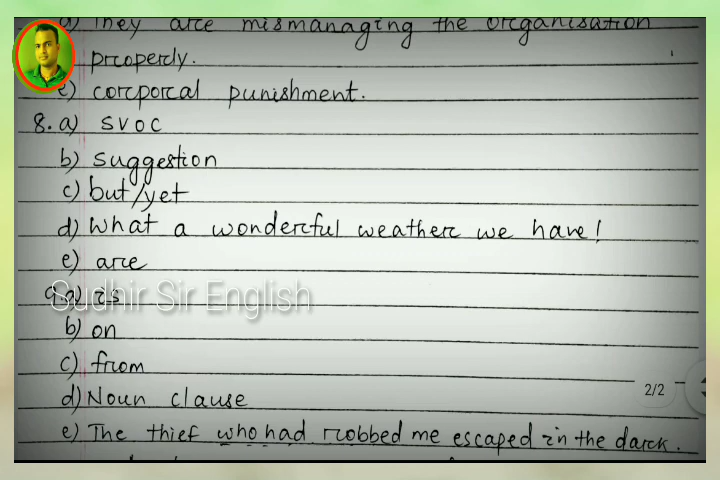 d) They are mismanaging the organisation
properly.
e) corporal punishment.
8. a) SVOC
b) suggestion
c) but/yet
d) What a wonderful weather we have!
e) are
9. a) is
Sudhir Sir English
b) on
c) from
2/2
d) Noun clause
e) The thief who had robbed me escaped in the dark.